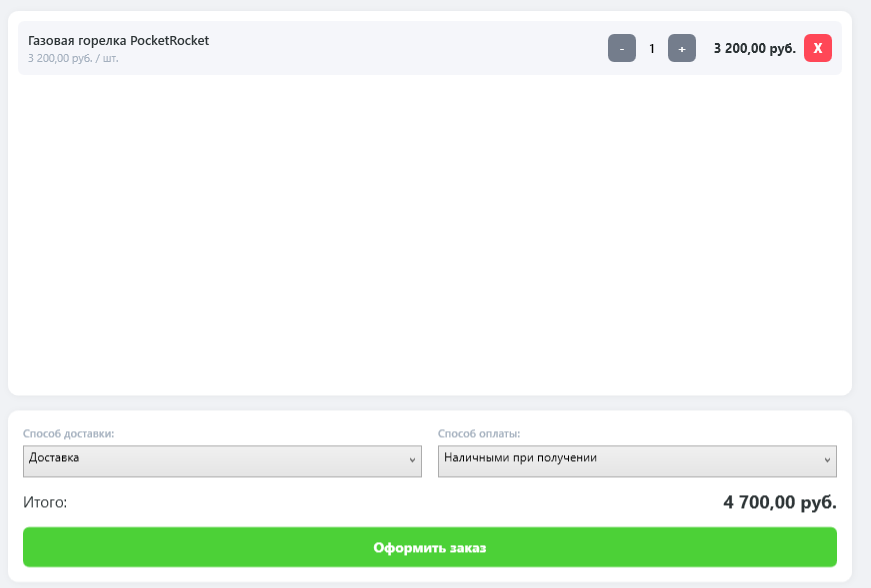 Газовая горелка PocketRocket
3 200,00 руб. / шт.
- 1 + 3 200,00 руб. X
Способ доставки: Способ оплаты:
Доставка Наличными при получении
Итого: 4 700,00 руб.
Оформить заказ